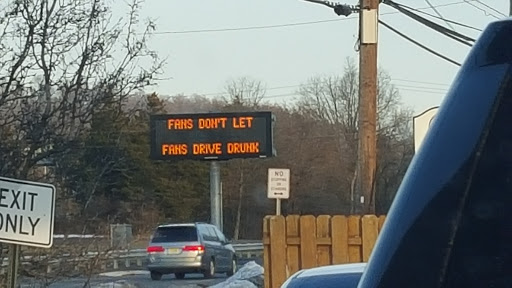 FANS DON'T LET
FANS DRIVE DRUNK
NO
STOPPING
OR
STANDING
EXIT
ONLY